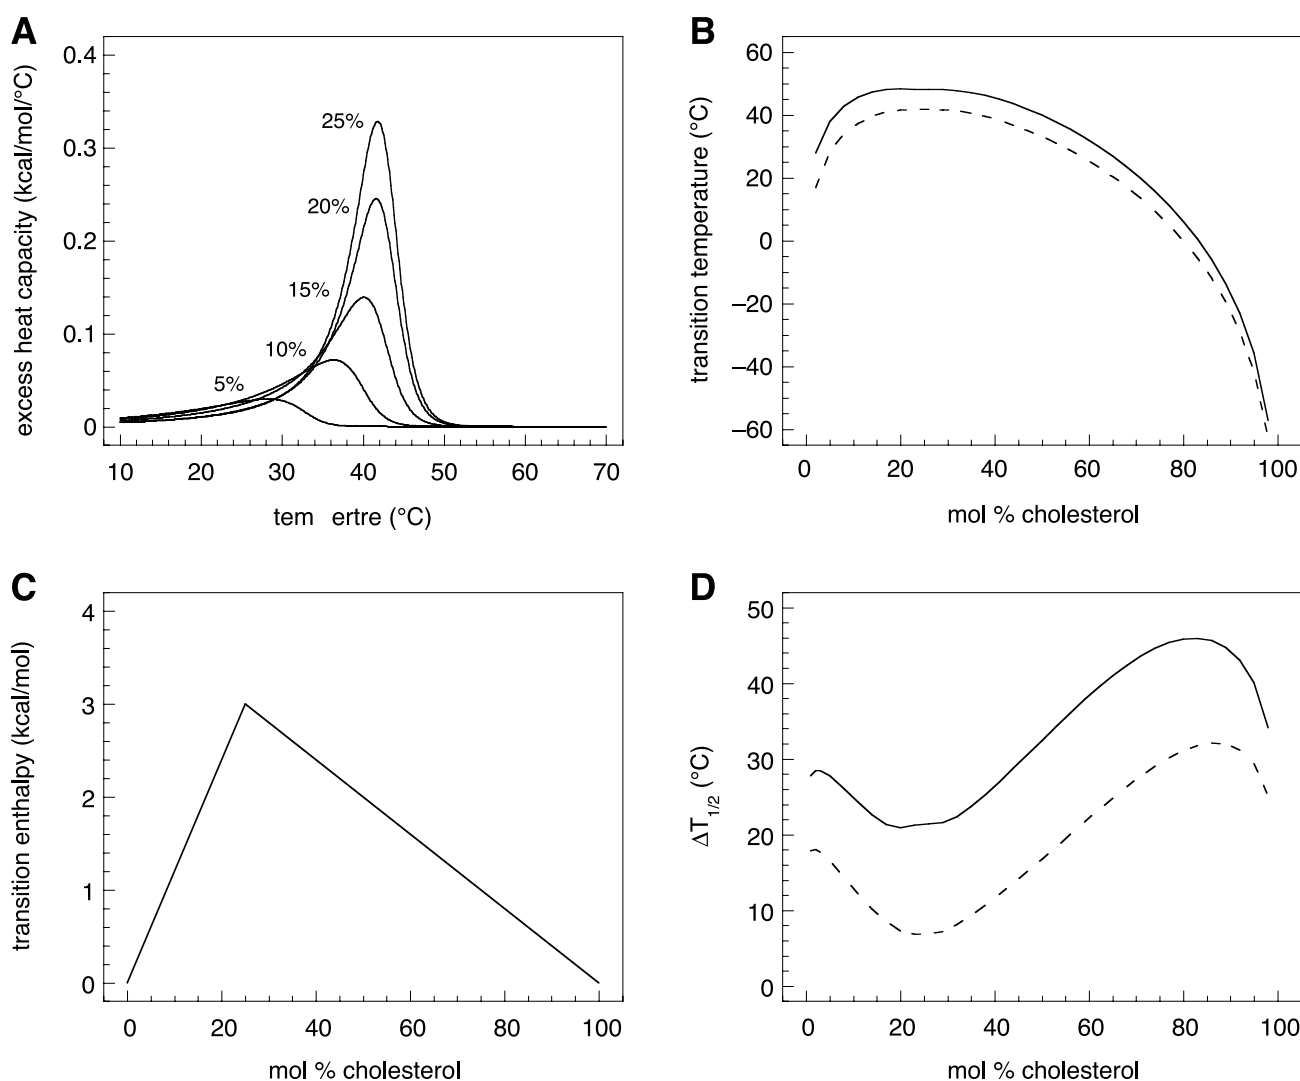 A
excess heat capacity (kcal/mol/°C)
0.4
0.3
0.2
0.1
0
25%
20%
15%
10%
5%
10 20 30 40 50 60 70
tem ertre (°C)
B
transition temperature (°C)
60
40
20
0
−20
−40
−60
0 20 40 60 80 100
mol % cholesterol
C
transition enthalpy (kcal/mol)
4
3
2
1
0
0 20 40 60 80 100
mol % cholesterol
D
ΔT1/2 (°C)
50
40
30
20
10
0
0 20 40 60 80 100
mol % cholesterol